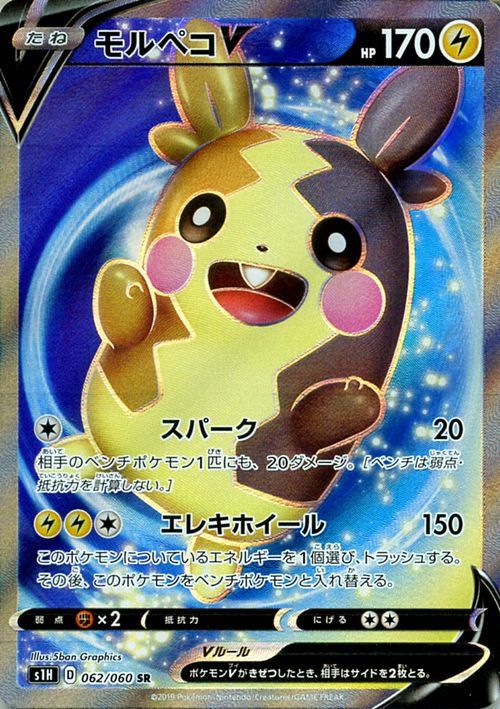 たね モルペコV HP 170
スパーク 20
相手のベンチポケモン1匹にも、20ダメージ。[ベンチは弱点・
抵抗力を計算しない。]
エレキホイール 150
このポケモンについているエネルギーを1個選び、トラッシュする。
その後、このポケモンをベンチポケモンと入れ替える。
弱点 ×2 抵抗力 にげる
Illus. 5ban Graphics
Vルール
s1H D 062/060 SR
ポケモンVがきぜつしたとき、相手はサイドを2枚とる。
©2019 Pokémon/Nintendo/Creatures/GAME FREAK.